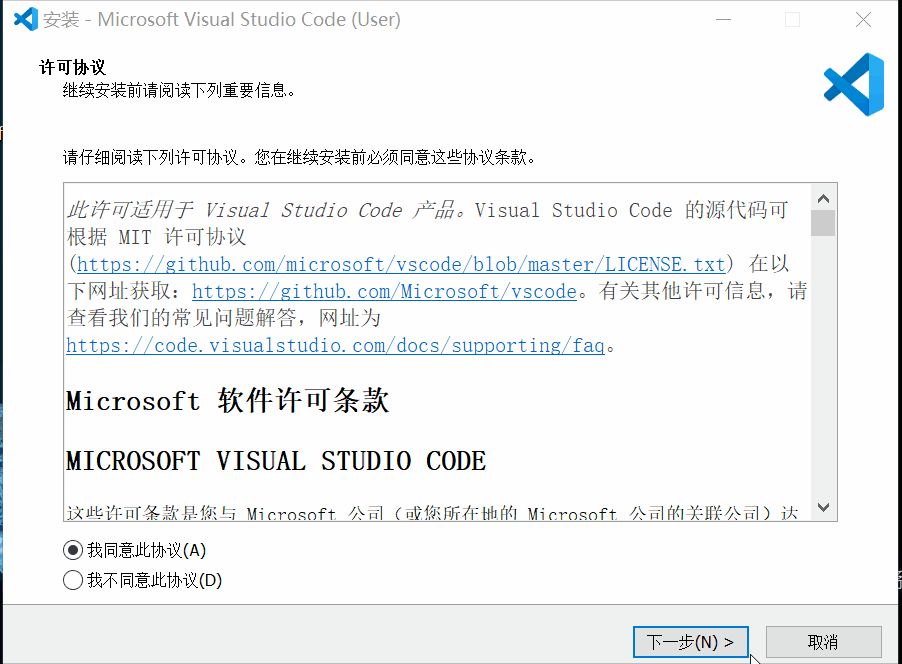 安装 - Microsoft Visual Studio Code (User)
许可协议
继续安装前请阅读下列重要信息。
请仔细阅读下列许可协议。您在继续安装前必须同意这些协议条款。
此许可适用于 Visual Studio Code 产品。Visual Studio Code 的源代码可
根据 MIT 许可协议
(https://github.com/microsoft/vscode/blob/master/LICENSE.txt) 在以
下网址获取：https://github.com/Microsoft/vscode。有关其他许可信息，请
查看我们的常见问题解答，网址为
https://code.visualstudio.com/docs/supporting/faq。
Microsoft 软件许可条款
MICROSOFT VISUAL STUDIO CODE
这些许可条款是您与 Microsoft 公司（或您所在地的 Microsoft 公司的关联公司）达
我同意此协议(A)
我不同意此协议(D)
下一步(N) >
取消